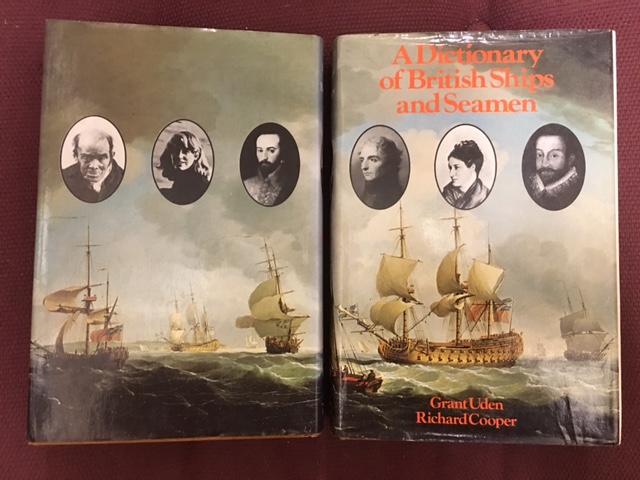 A Dictionary
of British Ships
and Seamen
Grant Uden
Richard Cooper